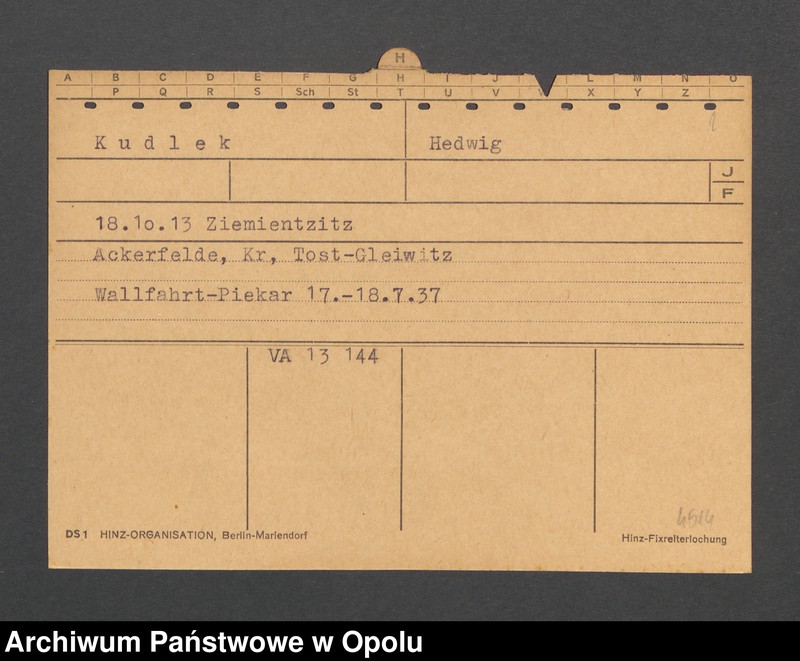 H
A B C D E F G H I J L M N O
P Q R S Sch St T U V W X Y Z
K u d l e k Hedwig
J
F
18.1o.13 Ziemientzitz
Ackerfelde, Kr, Tost-Gleiwitz
Wallfahrt-Piekar 17.-18.7.37
VA 13 144
4514
DS1 HINZ-ORGANISATION, Berlin-Mariendorf
Hinz-Fixreiterlochung
Archiwum Państwowe w Opolu